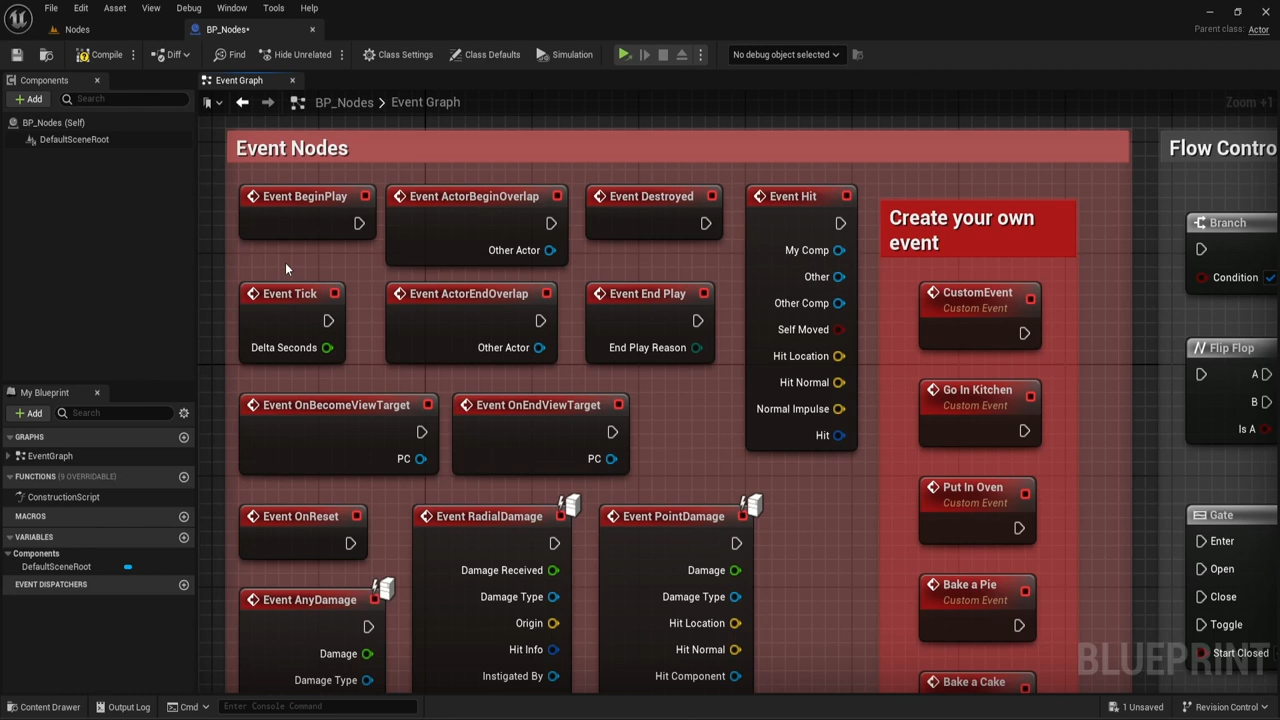 File Edit Asset View Debug Window Tools Help
Nodes
BP_Nodes*
Parent class: Actor
Compile
Diff
Find
Hide Unrelated
Class Settings
Class Defaults
Simulation
No debug object selected
Components
Add
Search
BP_Nodes (Self)
DefaultSceneRoot
Event Graph
BP_Nodes > Event Graph
Zoom +1
Event Nodes
Event BeginPlay
Event ActorBeginOverlap
Other Actor
Event Destroyed
Event Hit
My Comp
Other
Other Comp
Self Moved
Hit Location
Hit Normal
Normal Impulse
Hit
Event Tick
Delta Seconds
Event ActorEndOverlap
Other Actor
Event End Play
End Play Reason
Event OnBecomeViewTarget
PC
Event OnEndViewTarget
PC
Event OnReset
Event RadialDamage
Damage Received
Damage Type
Origin
Hit Info
Instigated By
Event PointDamage
Damage
Damage Type
Hit Location
Hit Normal
Hit Component
Event AnyDamage
Damage
Damage Type
Create your own
event
CustomEvent
Custom Event
Go In Kitchen
Custom Event
Put In Oven
Custom Event
Bake a Pie
Custom Event
Bake a Cake
Flow Contro
Branch
Condition
Flip Flop
A
B
Is A
Gate
Enter
Open
Close
Toggle
Start Closed
BLUEPRINT
My Blueprint
Add
Search
GRAPHS
EventGraph
FUNCTIONS (9 OVERRIDABLE)
ConstructionScript
MACROS
VARIABLES
Components
DefaultSceneRoot
EVENT DISPATCHERS
Content Drawer
Output Log
Cmd
Enter Console Command
1 Unsaved
Revision Control